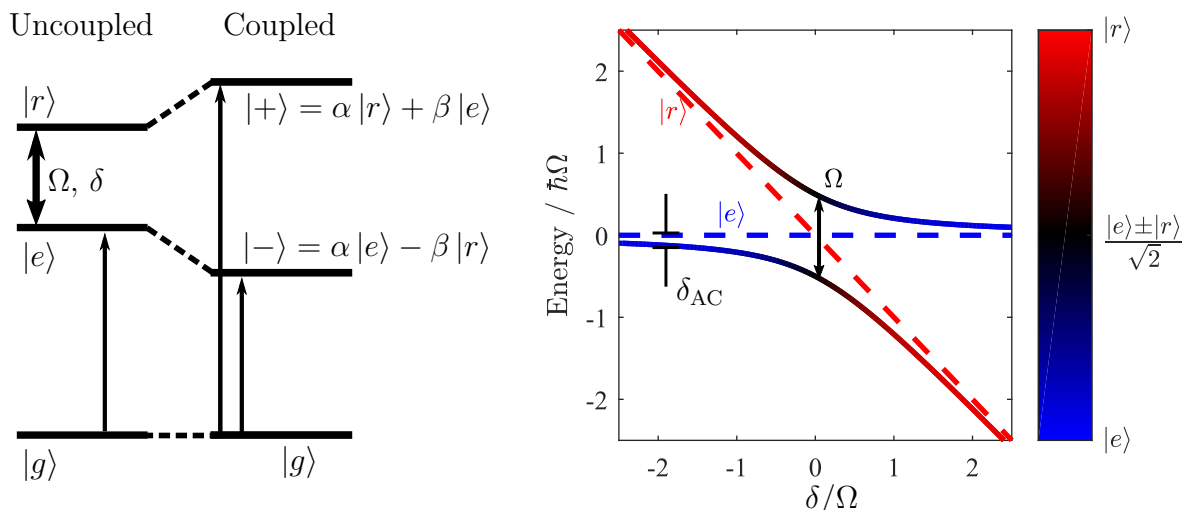 Uncoupled Coupled
|r⟩
|+⟩ = α |r⟩ + β |e⟩
Ω, δ
|e⟩
|−⟩ = α |e⟩ − β |r⟩
|g⟩
|g⟩
Energy / ℏΩ
2
1
0
-1
-2
-2 -1 0 1 2
δ/Ω
|r⟩
|e⟩
Ω
δ_AC
|r⟩
|e⟩±|r⟩
√2
|e⟩